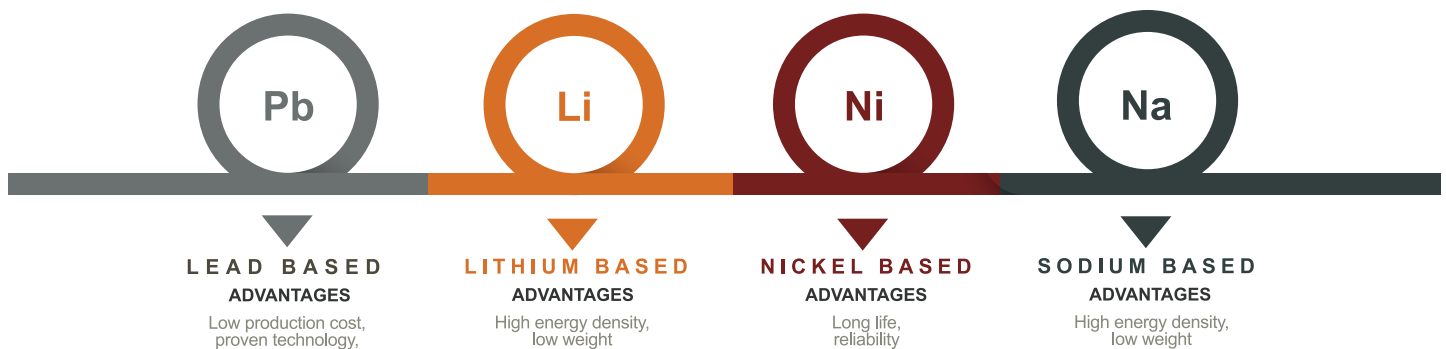 Pb
Li
Ni
Na
LEAD BASED
ADVANTAGES
Low production cost,
proven technology,
LITHIUM BASED
ADVANTAGES
High energy density,
low weight
NICKEL BASED
ADVANTAGES
Long life,
reliability
SODIUM BASED
ADVANTAGES
High energy density,
low weight